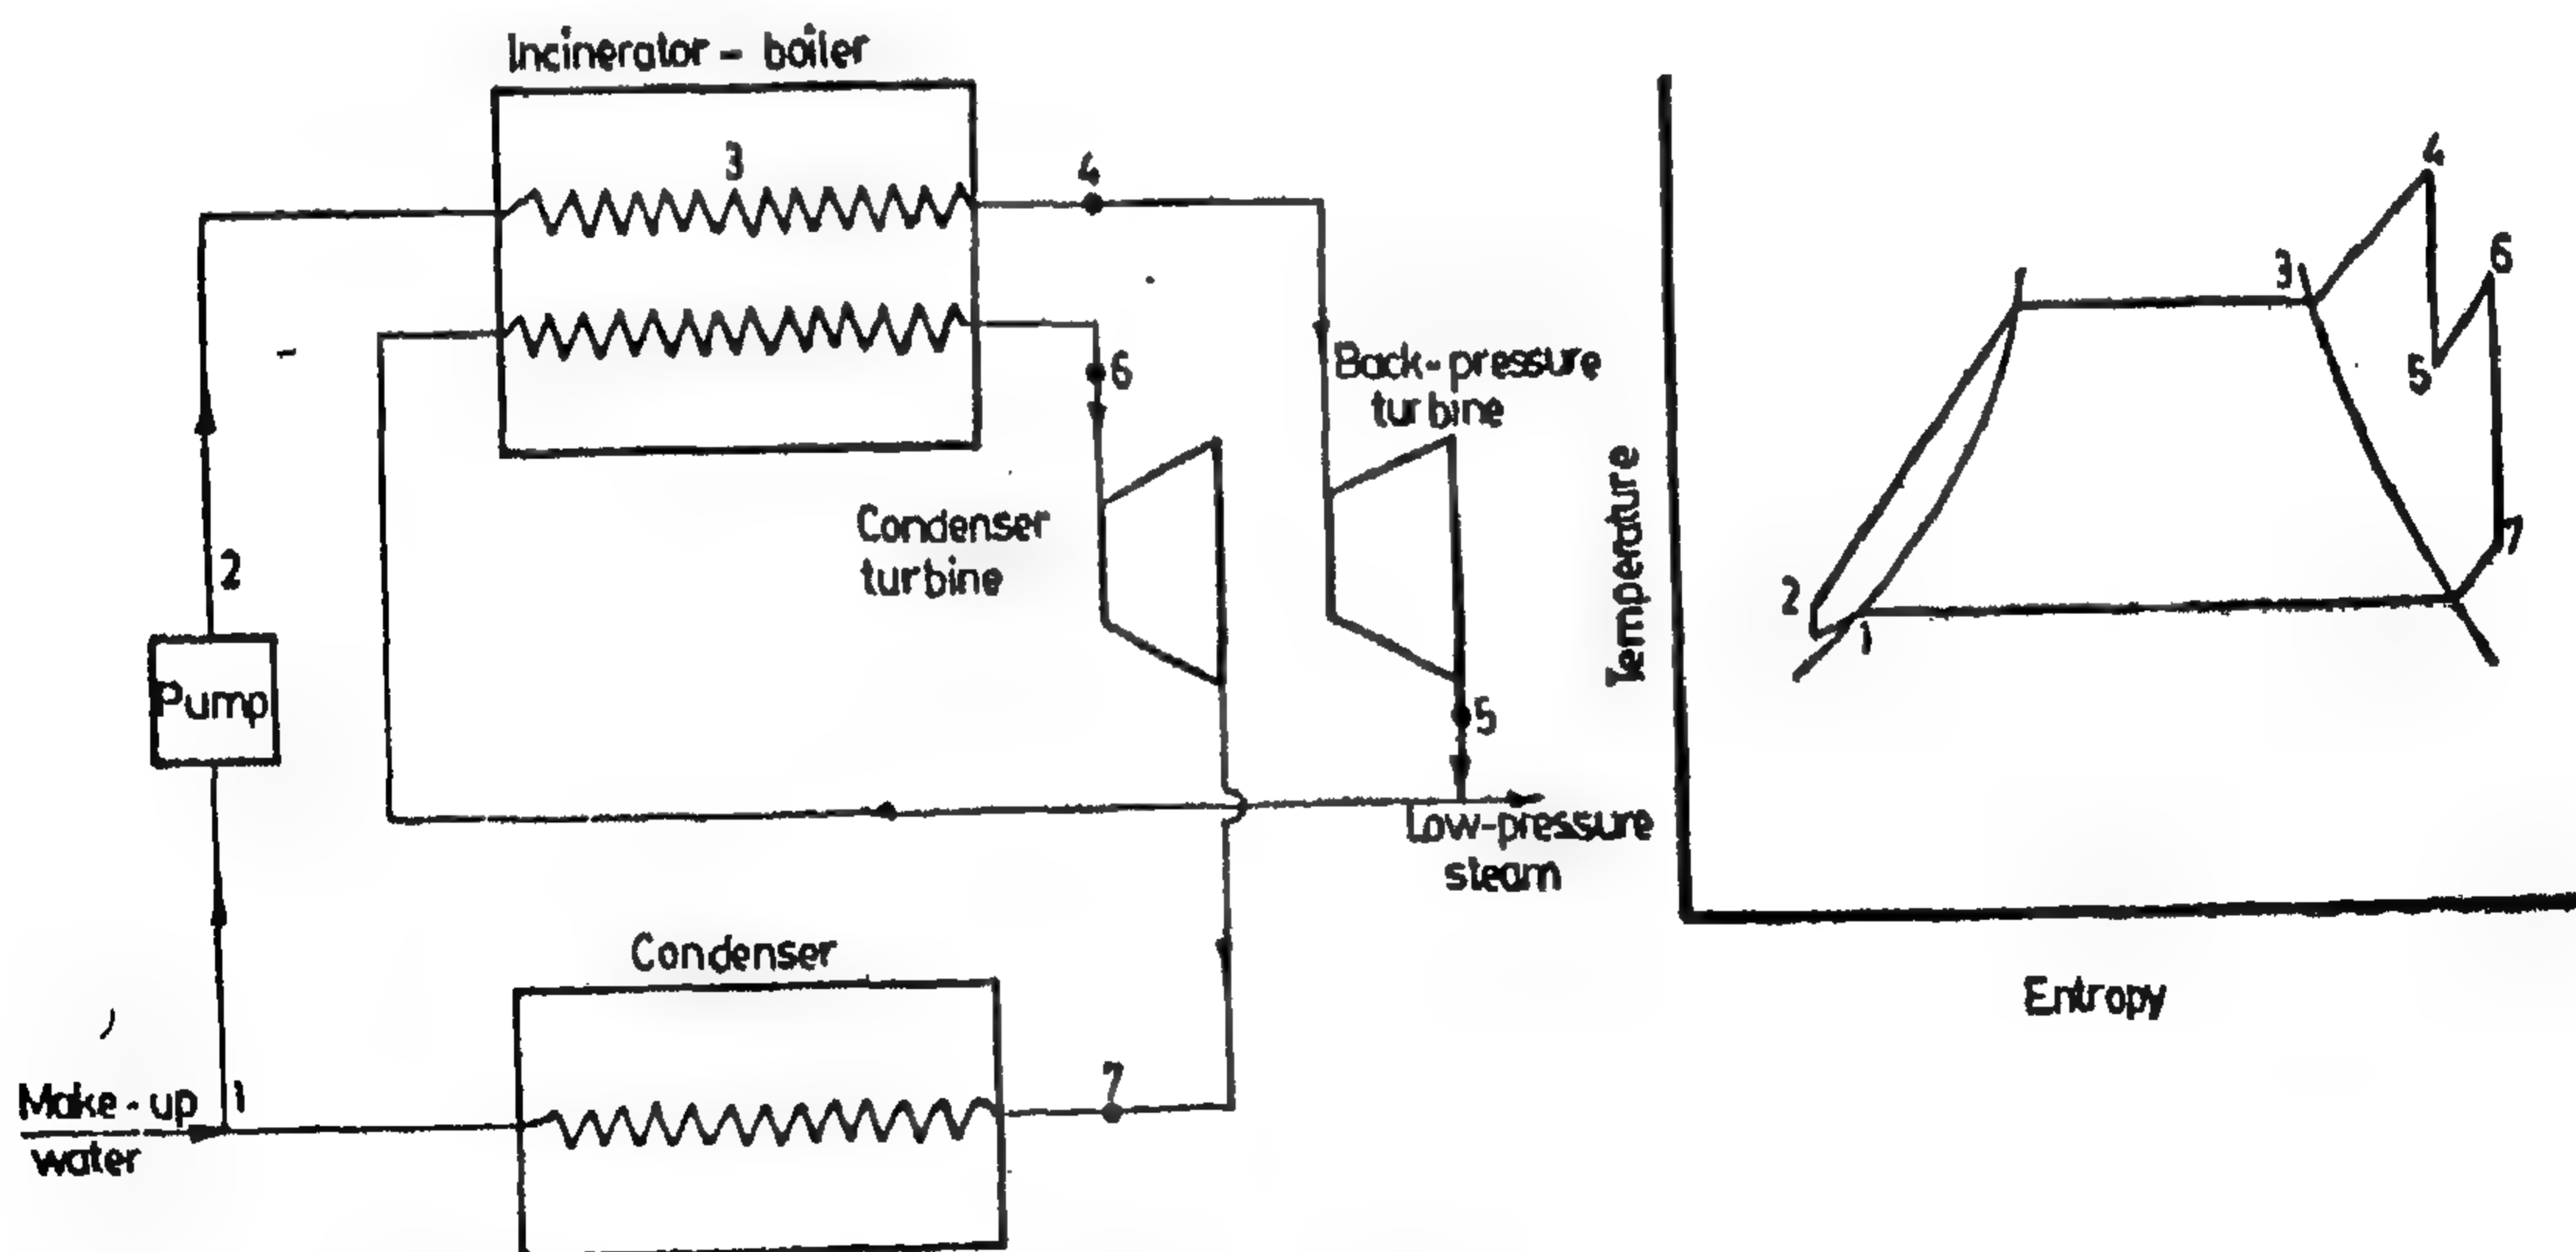 Incinerator - boiler
3
4
6
Back-pressure
turbine
Condenser
turbine
2
Pump
5
Low-pressure
steam
Condenser
7
Make-up
water
1
Temperature
4
3
6
5
7
2
1
Entropy